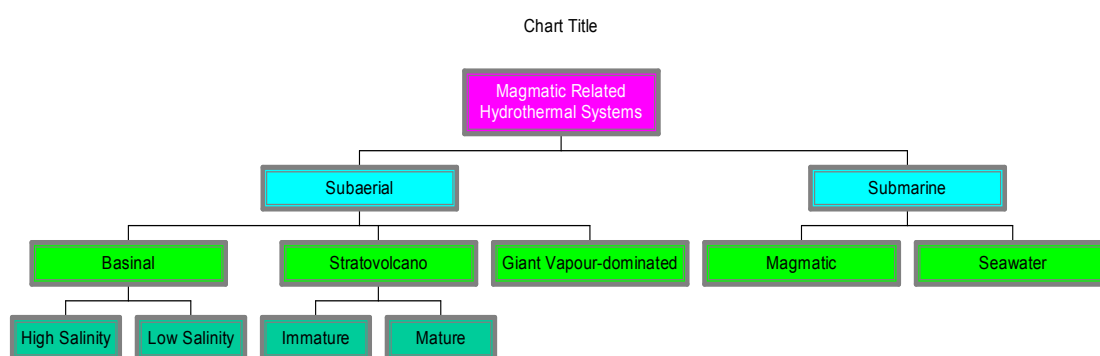 Chart Title
Magmatic Related
Hydrothermal Systems
Subaerial
Submarine
Basinal
Stratovolcano
Giant Vapour-dominated
Magmatic
Seawater
High Salinity
Low Salinity
Immature
Mature